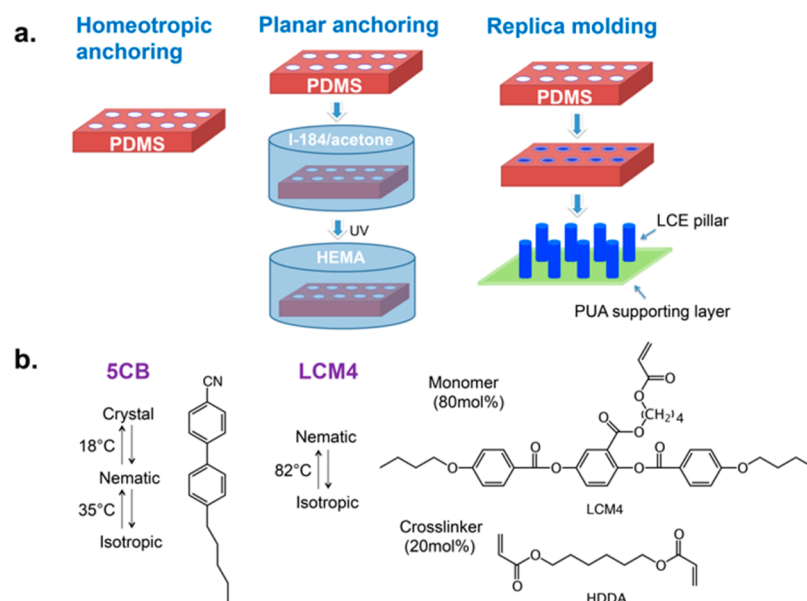 a.
Homeotropic
anchoring
PDMS
Planar anchoring
PDMS
I-184/acetone
UV
HEMA
Replica molding
PDMS
LCE pillar
PUA supporting layer
b.
5CB
Crystal
18°C
Nematic
35°C
Isotropic
CN
LCM4
Nematic
82°C
Isotropic
Monomer
(80mol%)
O
O
(CH2)4
O
O
O
O
O
O
O
O
LCM4
Crosslinker
(20mol%)
O
O
O
O
HDDA